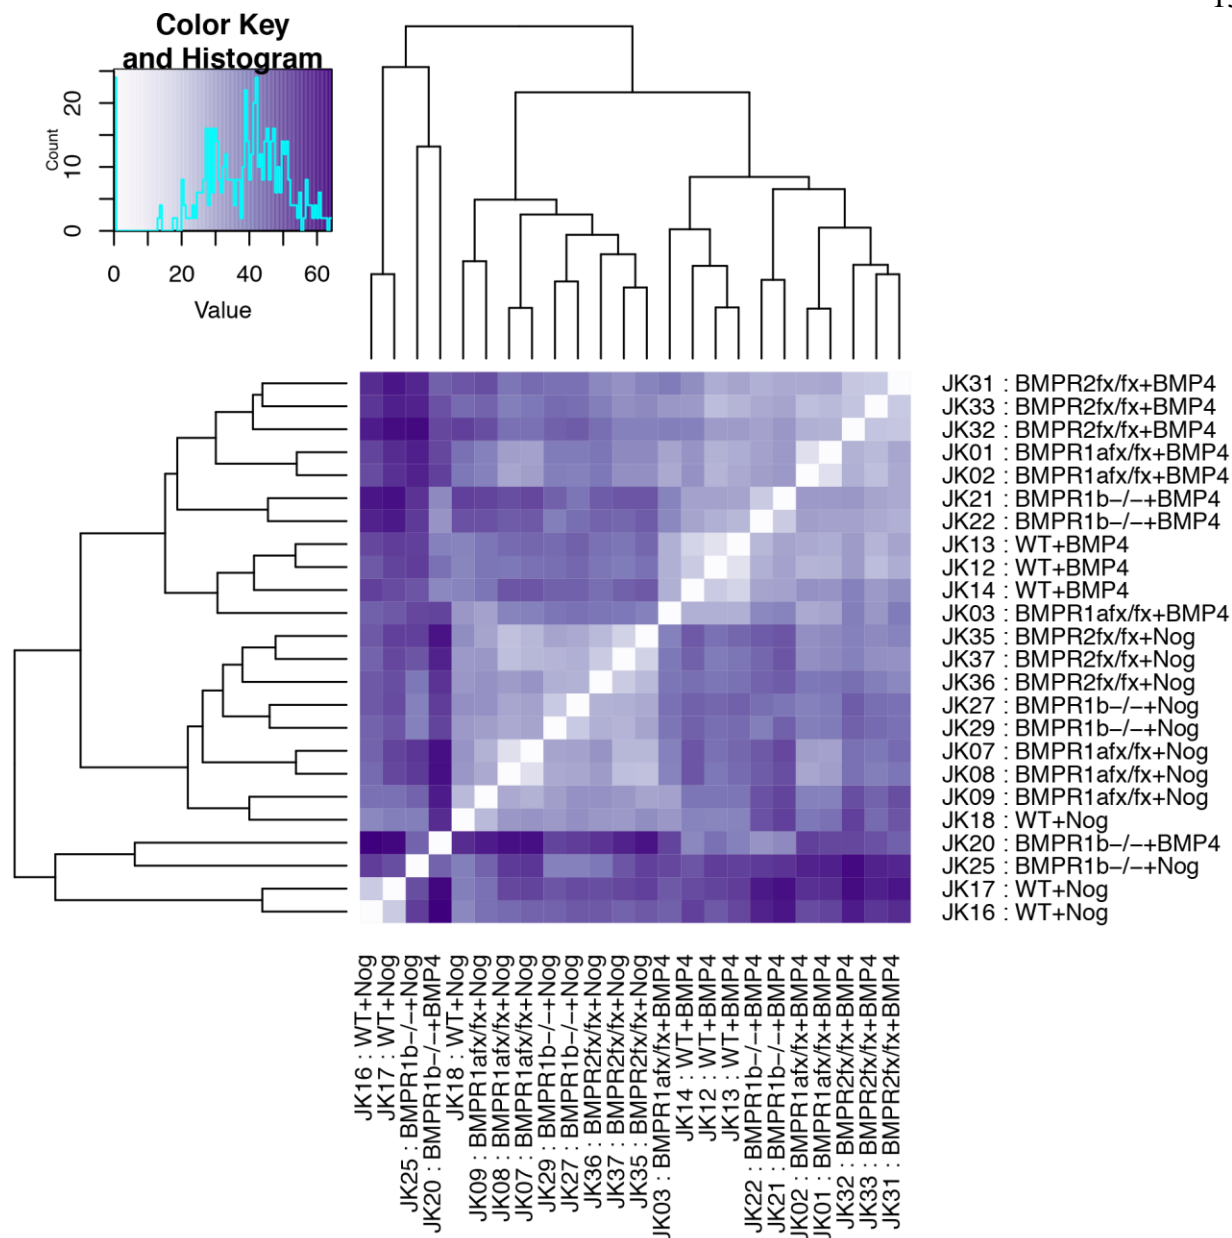 Color Key
and Histogram
Count
0
10
20
0
20
40
60
Value
JK31 : BMPR2fx/fx+BMP4
JK33 : BMPR2fx/fx+BMP4
JK32 : BMPR2fx/fx+BMP4
JK01 : BMPR1afx/fx+BMP4
JK02 : BMPR1afx/fx+BMP4
JK21 : BMPR1b−/−+BMP4
JK22 : BMPR1b−/−+BMP4
JK13 : WT+BMP4
JK12 : WT+BMP4
JK14 : WT+BMP4
JK03 : BMPR1afx/fx+BMP4
JK35 : BMPR2fx/fx+Nog
JK37 : BMPR2fx/fx+Nog
JK36 : BMPR2fx/fx+Nog
JK27 : BMPR1b−/−+Nog
JK29 : BMPR1b−/−+Nog
JK07 : BMPR1afx/fx+Nog
JK08 : BMPR1afx/fx+Nog
JK09 : BMPR1afx/fx+Nog
JK18 : WT+Nog
JK20 : BMPR1b−/−+BMP4
JK25 : BMPR1b−/−+Nog
JK17 : WT+Nog
JK16 : WT+Nog
JK16 : WT+Nog
JK17 : WT+Nog
JK25 : BMPR1b−/−+Nog
JK20 : BMPR1b−/−+BMP4
JK18 : WT+Nog
JK09 : BMPR1afx/fx+Nog
JK08 : BMPR1afx/fx+Nog
JK07 : BMPR1afx/fx+Nog
JK29 : BMPR1b−/−+Nog
JK27 : BMPR1b−/−+Nog
JK36 : BMPR2fx/fx+Nog
JK37 : BMPR2fx/fx+Nog
JK35 : BMPR2fx/fx+Nog
JK03 : BMPR1afx/fx+BMP4
JK14 : WT+BMP4
JK12 : WT+BMP4
JK13 : WT+BMP4
JK22 : BMPR1b−/−+BMP4
JK21 : BMPR1b−/−+BMP4
JK02 : BMPR1afx/fx+BMP4
JK01 : BMPR1afx/fx+BMP4
JK32 : BMPR2fx/fx+BMP4
JK33 : BMPR2fx/fx+BMP4
JK31 : BMPR2fx/fx+BMP4